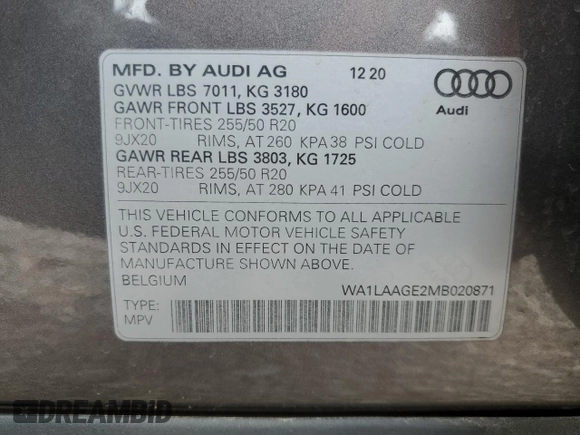 MFD. BY AUDI AG 12 20
GVWR LBS 7011, KG 3180
GAWR FRONT LBS 3527, KG 1600
FRONT-TIRES 255/50 R20
9JX20 RIMS, AT 260 KPA 38 PSI COLD
GAWR REAR LBS 3803, KG 1725
REAR-TIRES 255/50 R20
9JX20 RIMS, AT 280 KPA 41 PSI COLD
Audi
THIS VEHICLE CONFORMS TO ALL APPLICABLE
U.S. FEDERAL MOTOR VEHICLE SAFETY
STANDARDS IN EFFECT ON THE DATE OF
MANUFACTURE SHOWN ABOVE.
BELGIUM WA1LAAGE2MB020871
TYPE:
MPV
DREAMBID